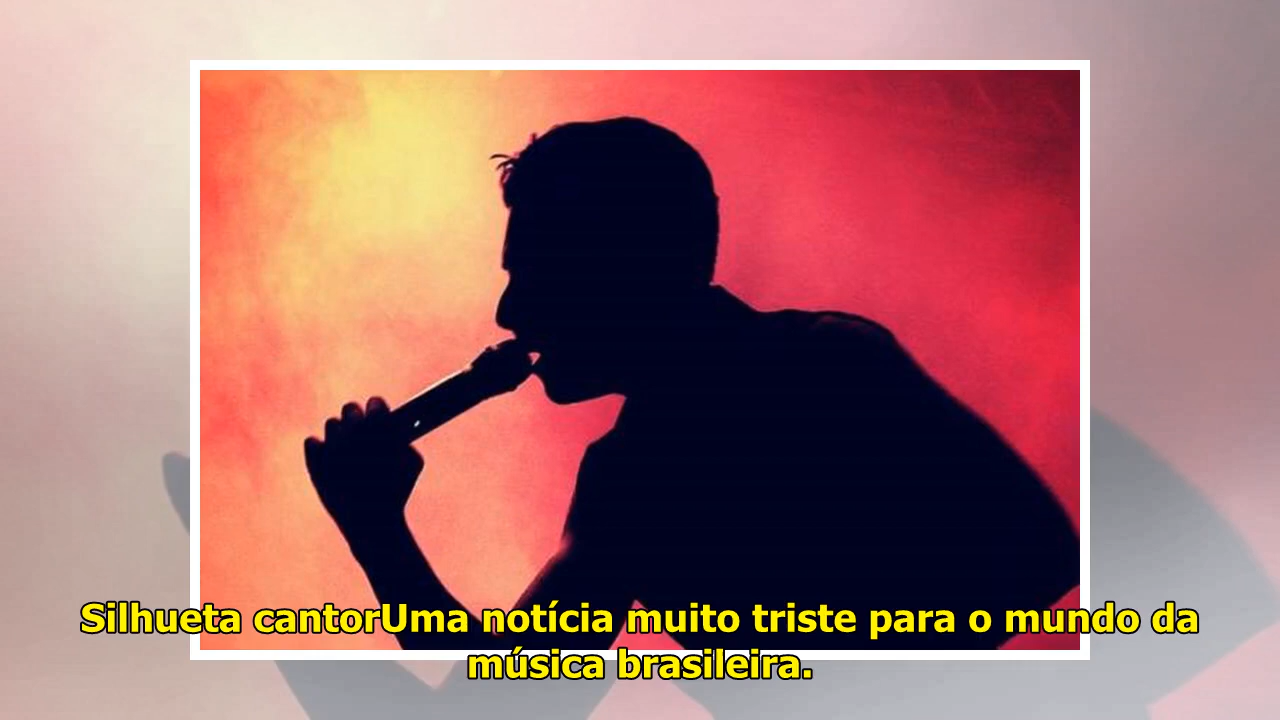 Silhueta cantorUma notícia muito triste para o mundo da
música brasileira.